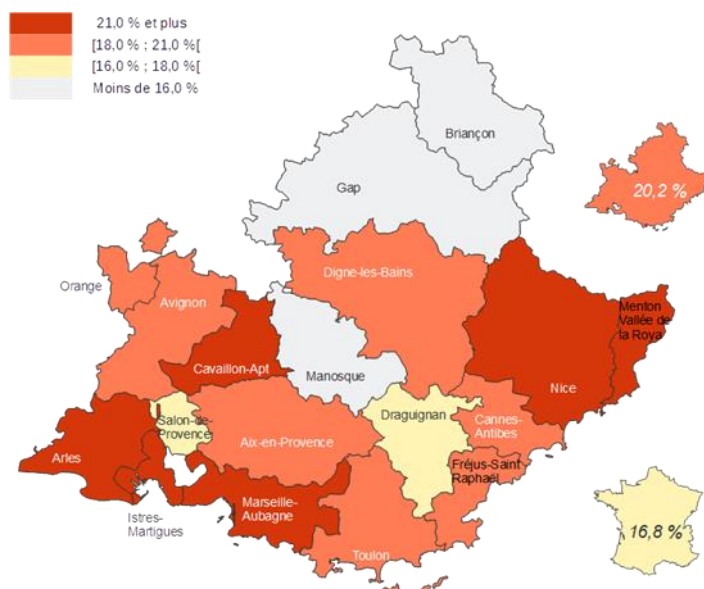 21,0 % et plus
[18,0 % ; 21,0 %[
[16,0 % ; 18,0 %[
Moins de 16,0 %
Briançon
Gap
20,2 %
Digne-les-Bains
Orange
Avignon
Menton
Vallée de
la Roya
Cavaillon-Apt
Manosque
Nice
Salon-de-
Provence
Draguignan
Cannes-
Antibes
Aix-en-Provence
Arles
Fréjus-Saint
Raphaël
Marseille-
Aubagne
Istres-
Martigues
Toulon
16,8 %